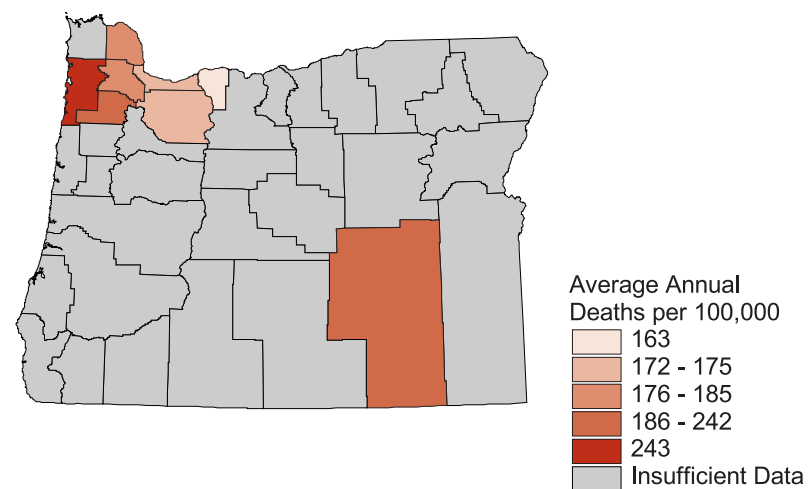 Average Annual
Deaths per 100,000
163
172 - 175
176 - 185
186 - 242
243
Insufficient Data